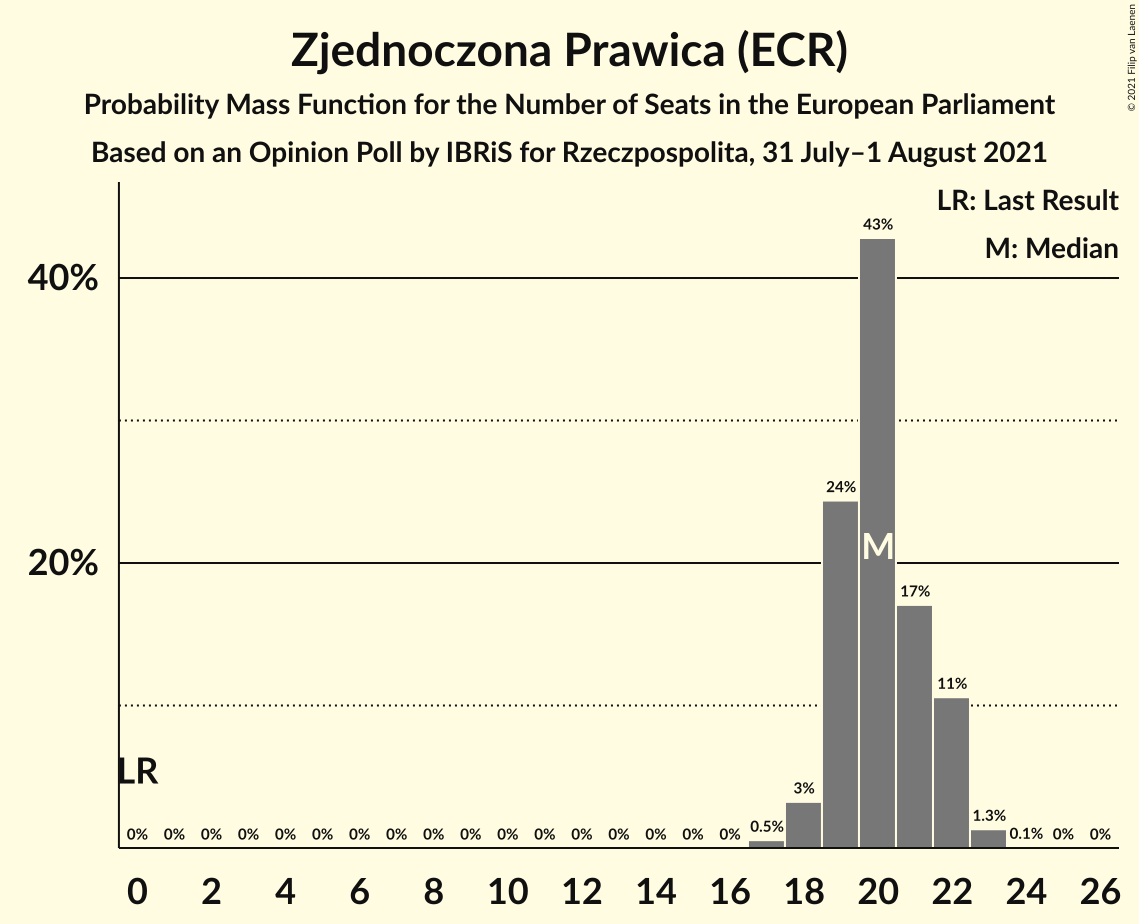 Zjednoczona Prawica (ECR)
Probability Mass Function for the Number of Seats in the European Parliament
Based on an Opinion Poll by IBRiS for Rzeczpospolita, 31 July–1 August 2021
© 2021 Filip van Laenen
LR: Last Result
M: Median
43%
40%
24%
M
20%
17%
11%
LR
3%
0% 0% 0% 0% 0% 0% 0% 0% 0% 0% 0% 0% 0% 0% 0% 0% 0% 0.5% 1.3% 0.1% 0% 0%
0 2 4 6 8 10 12 14 16 18 20 22 24 26